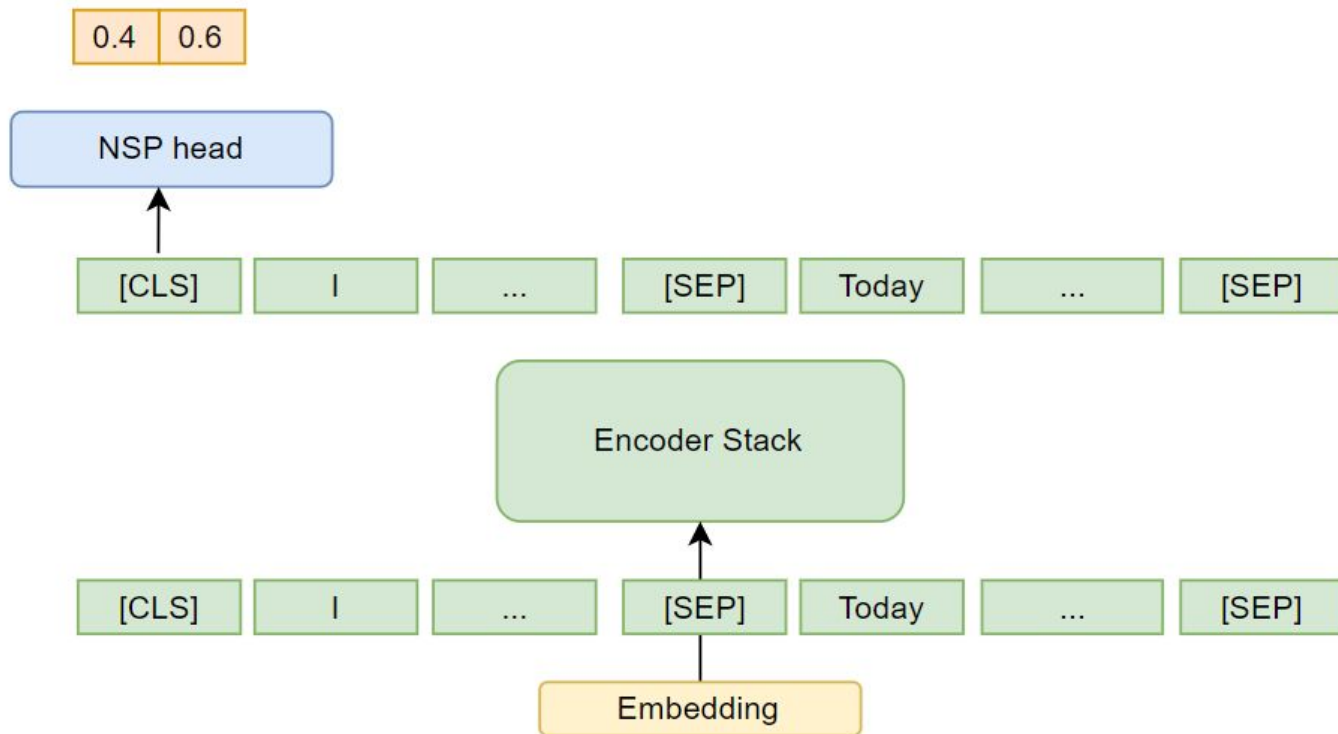 0.4 0.6
NSP head
[CLS] I ... [SEP] Today ... [SEP]
Encoder Stack
[CLS] I ... [SEP] Today ... [SEP]
Embedding